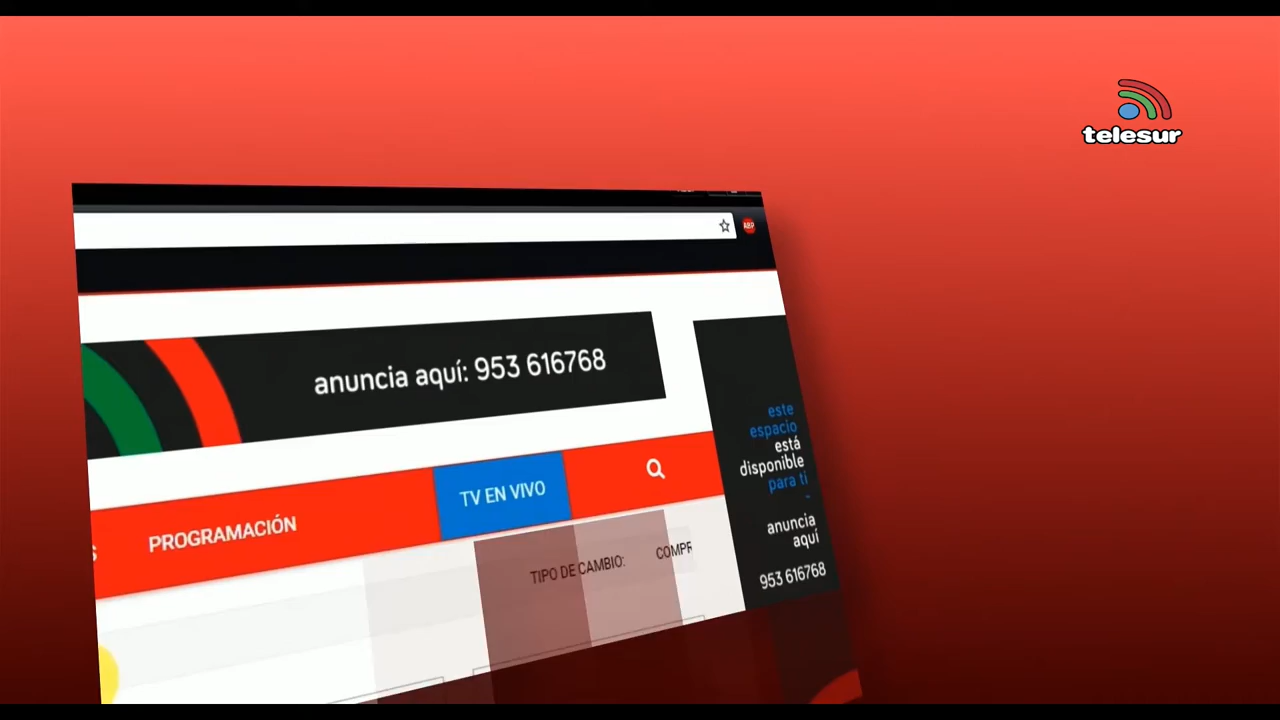 telesur
ABP
anuncia aquí: 953 616768
este
espacio
está
disponible
para ti
-
anuncia
aquí
953 616768
PROGRAMACIÓN
TV EN VIVO
TIPO DE CAMBIO: